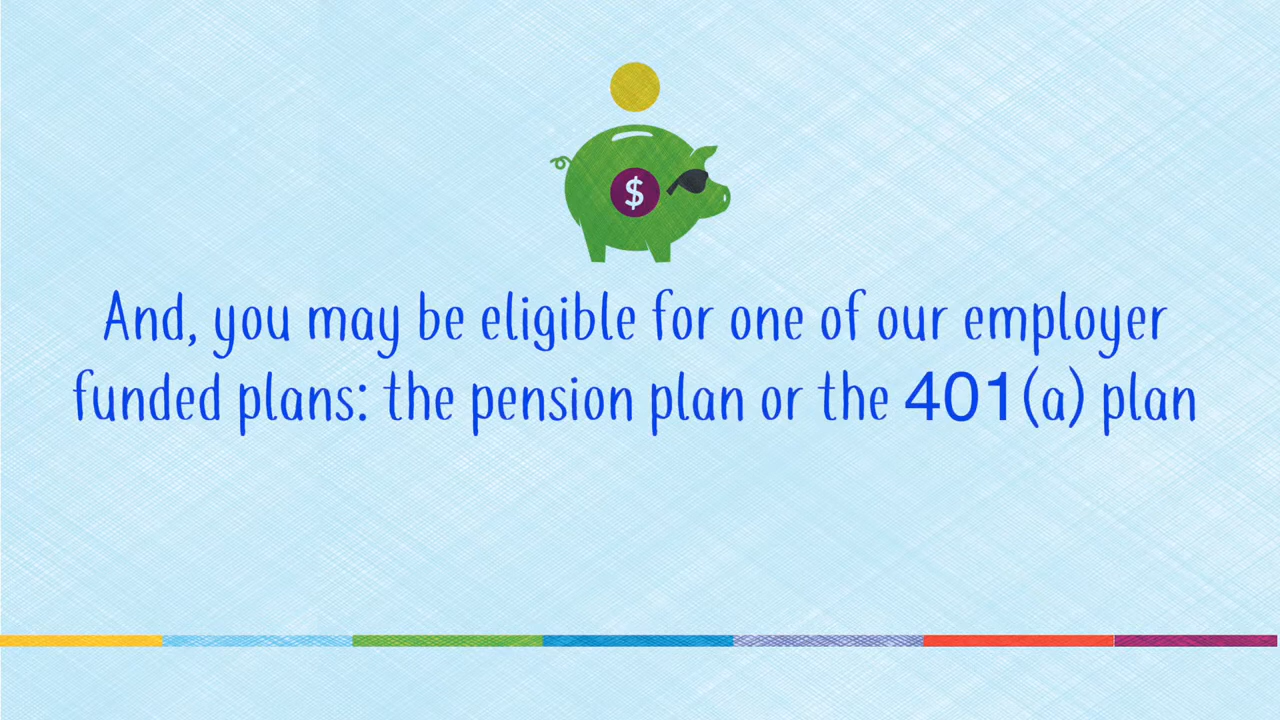 $
And, you may be eligible for one of our employer
funded plans: the pension plan or the 401(a) plan